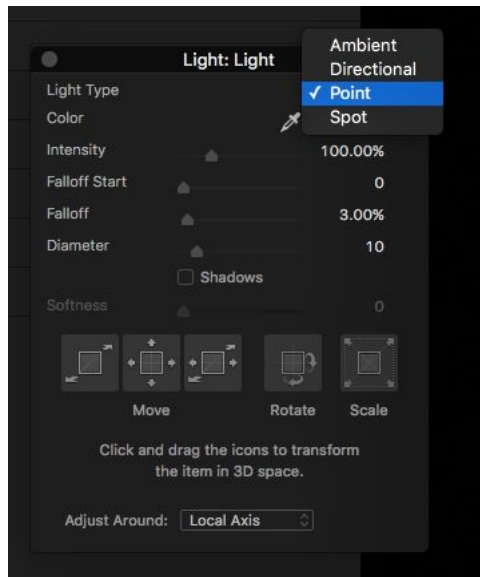 Light: Light
Ambient
Directional
✓ Point
Spot
Light Type
Color
Intensity 100.00%
Falloff Start 0
Falloff 3.00%
Diameter 10
Shadows
Softness 0
Move Rotate Scale
Click and drag the icons to transform
the item in 3D space.
Adjust Around: Local Axis